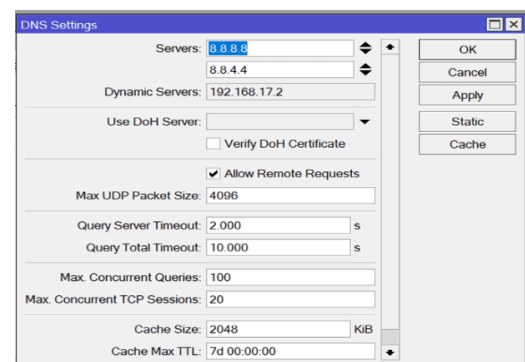 DNS Settings
Servers: 8.8.8.8
8.8.4.4
Dynamic Servers: 192.168.17.2
Use DoH Server:
Verify DoH Certificate
Allow Remote Requests
Max UDP Packet Size: 4096
Query Server Timeout: 2.000 s
Query Total Timeout: 10.000 s
Max. Concurrent Queries: 100
Max. Concurrent TCP Sessions: 20
Cache Size: 2048 KiB
Cache Max TTL: 7d 00:00:00
OK
Cancel
Apply
Static
Cache